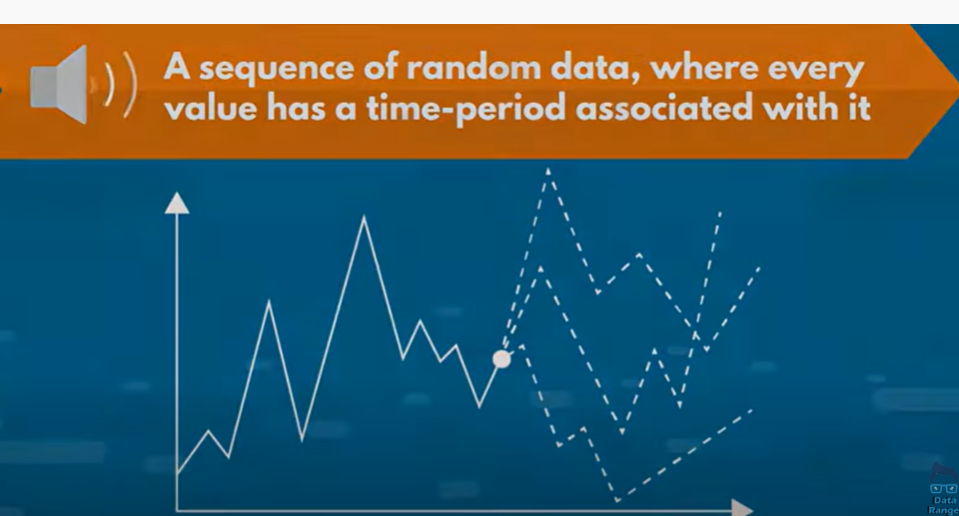 A sequence of random data, where every
value has a time-period associated with it
Data
Range